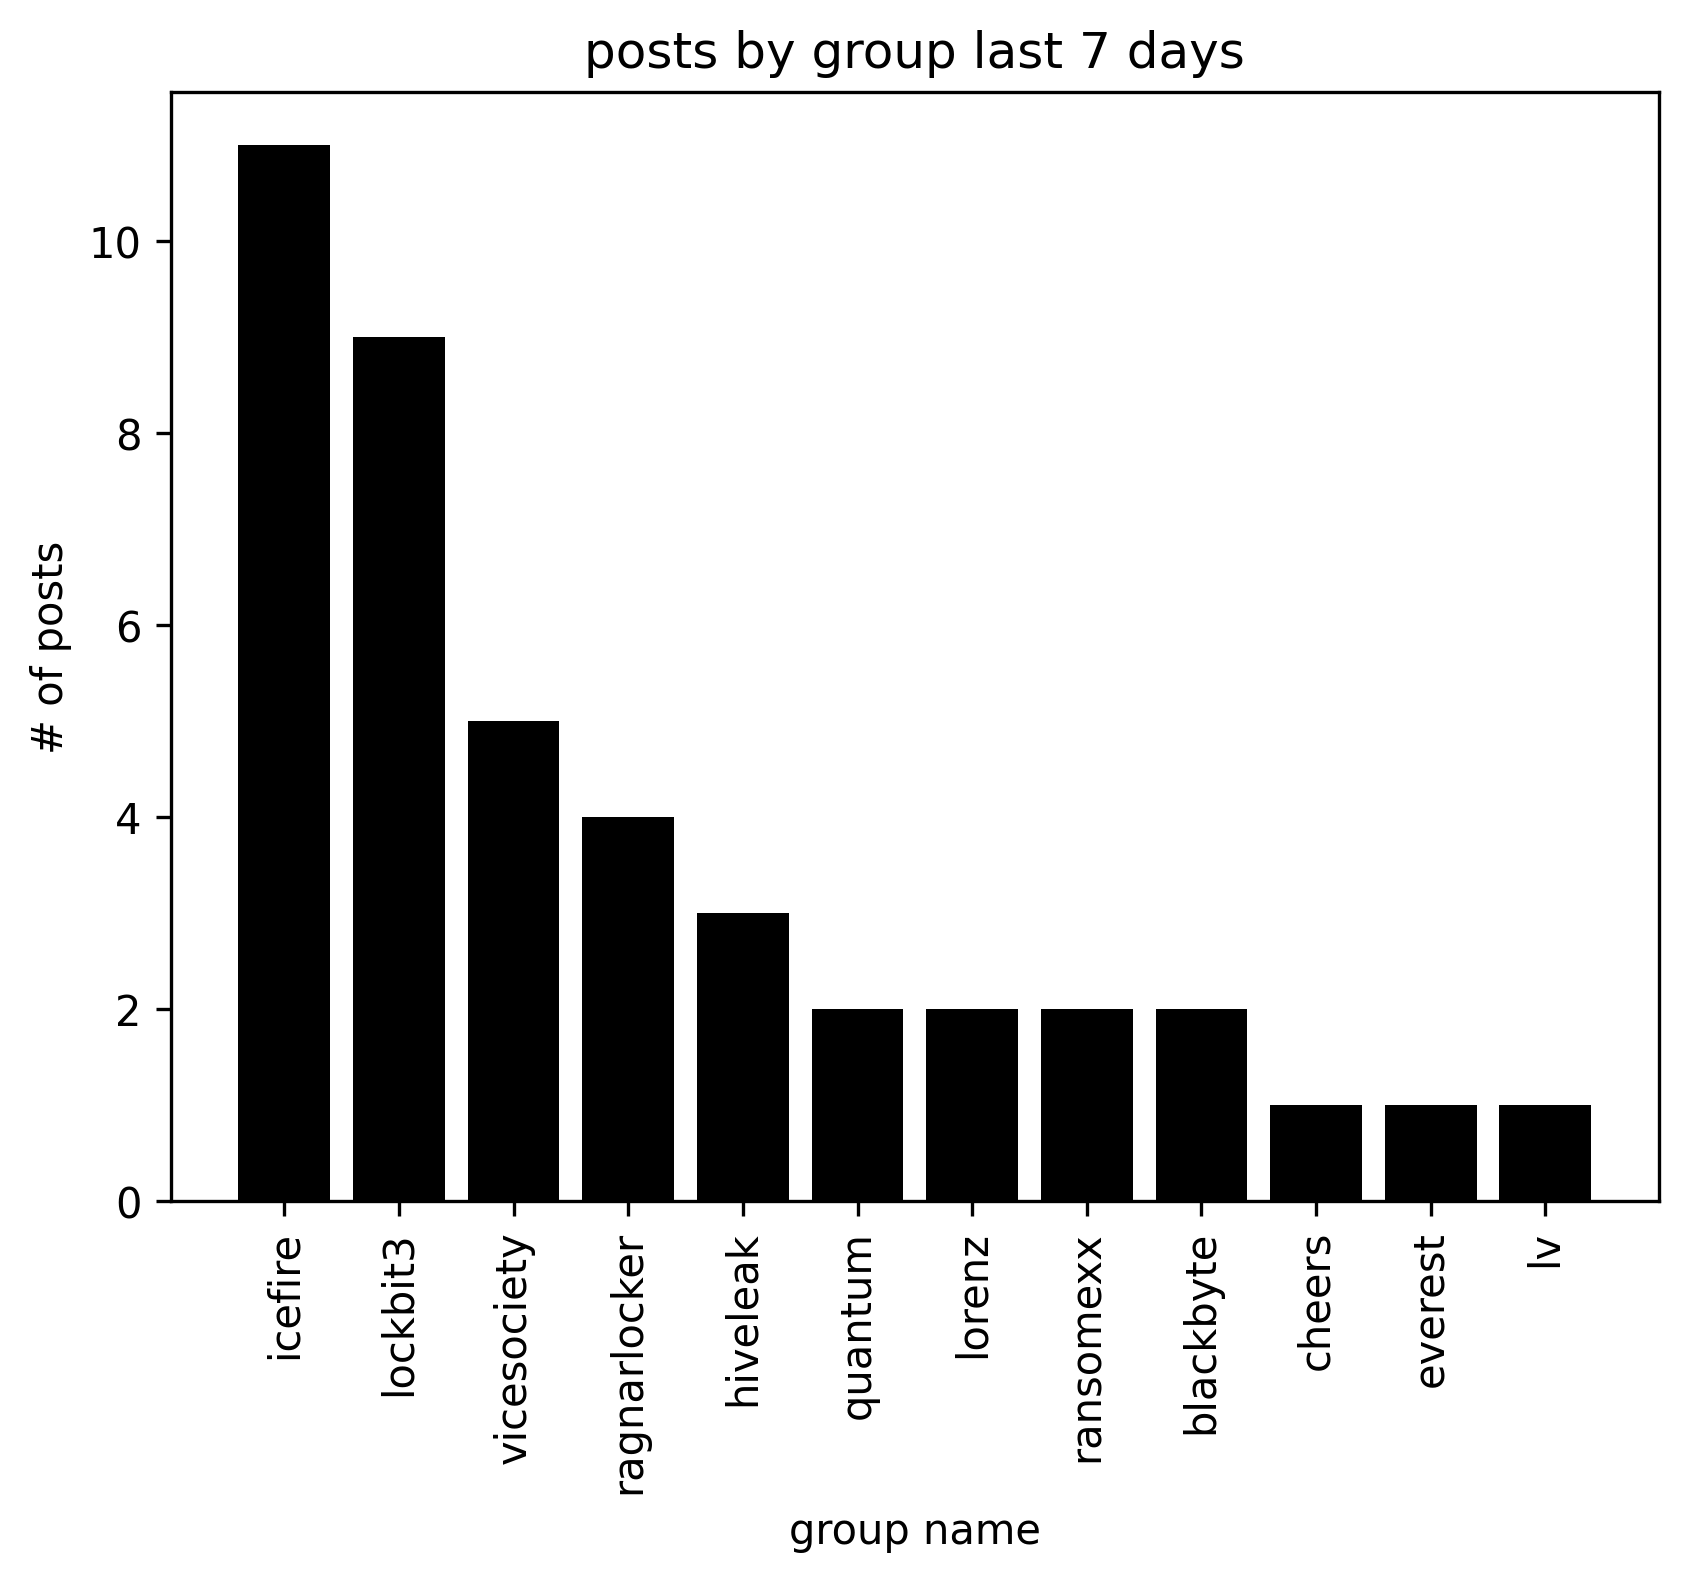 posts by group last 7 days
# of posts
10
8
6
4
2
0
icefire
lockbit3
vicesociety
ragnarlocker
hiveleak
quantum
lorenz
ransomexx
blackbyte
cheers
everest
lv
group name